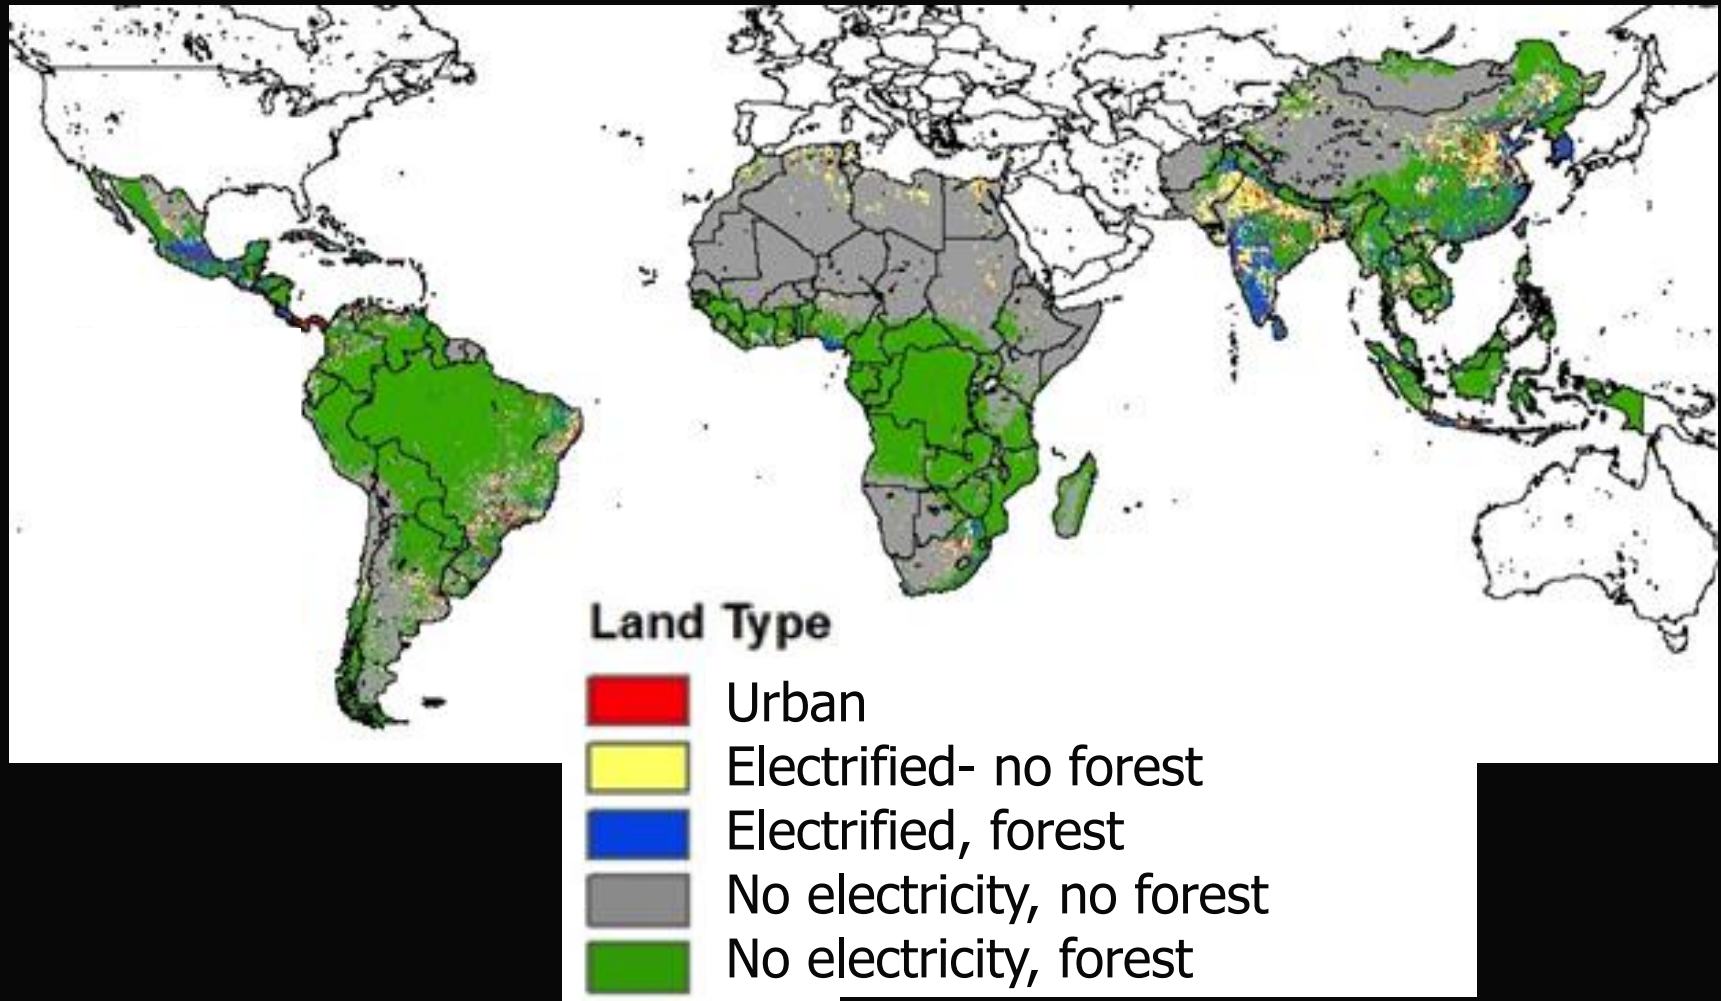 Land Type
Urban
Electrified- no forest
Electrified, forest
No electricity, no forest
No electricity, forest